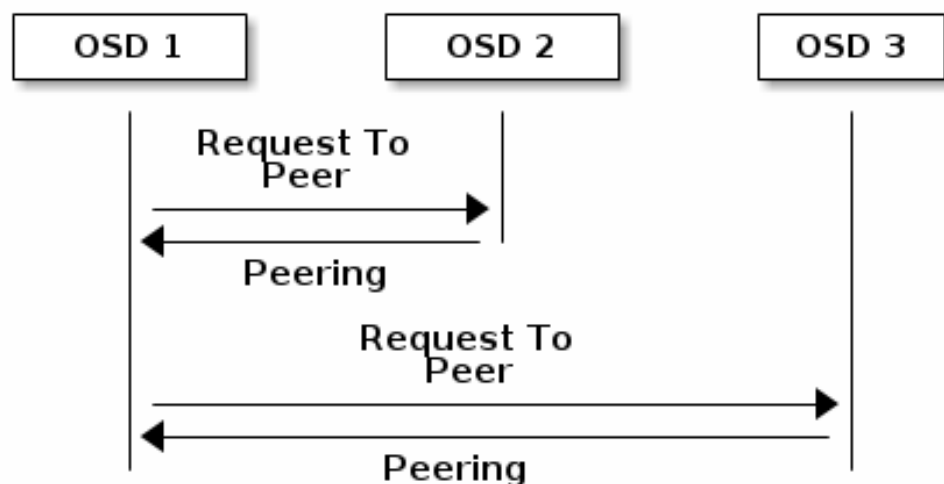 OSD 1
OSD 2
OSD 3
Request To
Peer
Peering
Request To
Peer
Peering